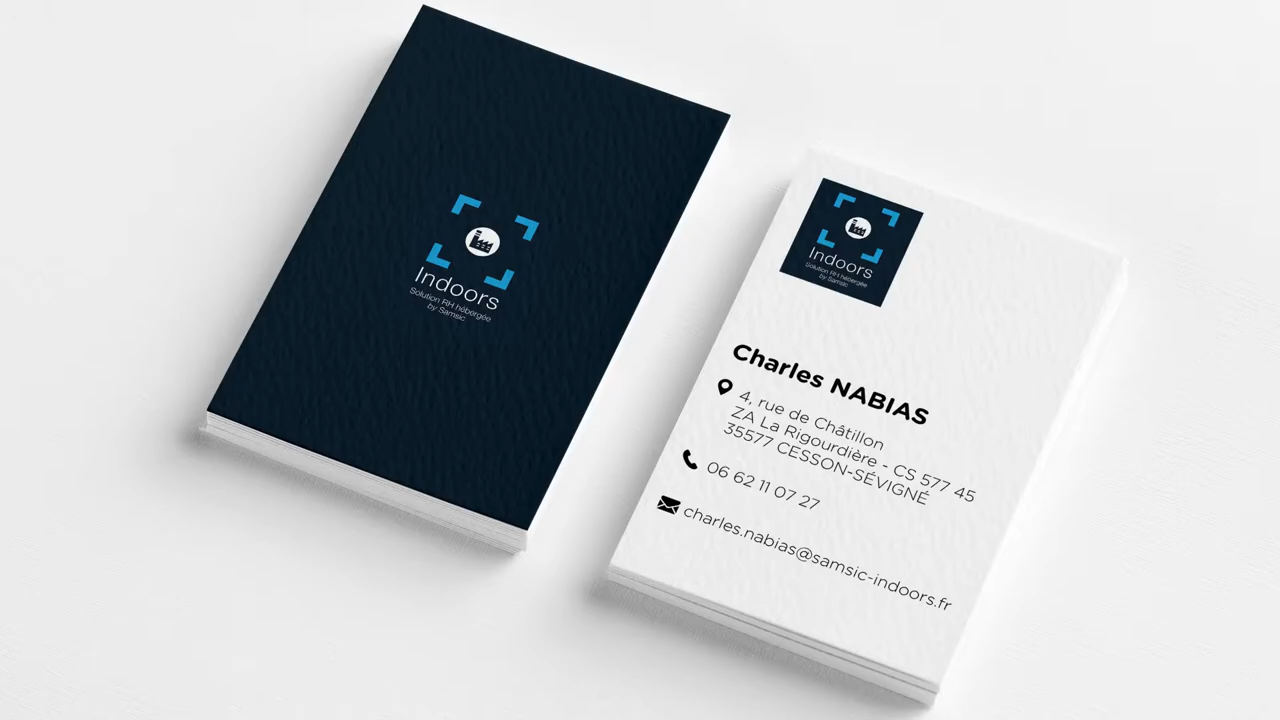 Indoors
Solution RH hébergée
by Samsic
Indoors
Solution RH hébergée
by Samsic
Charles NABIAS
4, rue de Châtillon
ZA La Rigourdière - CS 577 45
35577 CESSON-SÉVIGNÉ
06 62 11 07 27
charles.nabias@samsic-indoors.fr